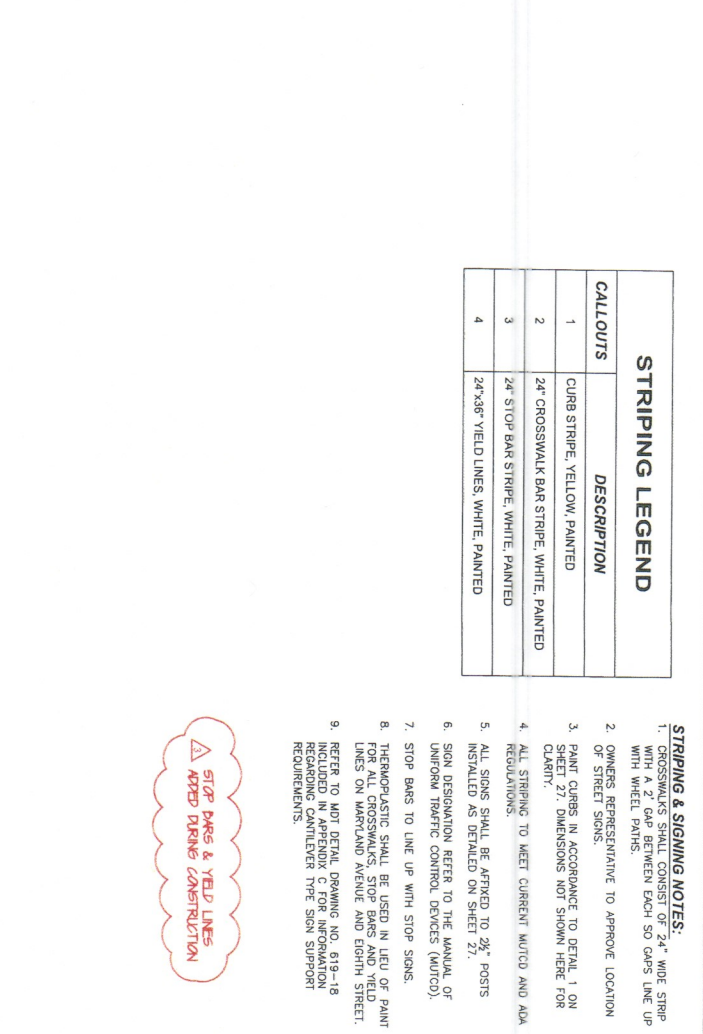 STRIPING LEGEND
CALLOUTS DESCRIPTION
1 CURB STRIPE, YELLOW, PAINTED
2 24" CROSSWALK BAR STRIPE, WHITE, PAINTED
3 24" STOP BAR STRIPE, WHITE, PAINTED
4 24"x36" YIELD LINES, WHITE, PAINTED
STRIPING & SIGNING NOTES:
1. CROSSWALKS SHALL CONSIST OF 24" WIDE STRIP
WITH A 2' GAP BETWEEN EACH SO GAPS LINE UP
WITH WHEEL PATHS.
2. OWNERS REPRESENTATIVE TO APPROVE LOCATION
OF STREET SIGNS.
3. PAINT CURBS IN ACCORDANCE TO DETAIL 1 ON
SHEET 27. DIMENSIONS NOT SHOWN HERE FOR
CLARITY.
4. ALL STRIPING TO MEET CURRENT MUTCD AND ADA
REGULATIONS.
5. ALL SIGNS SHALL BE AFFIXED TO 2½" POSTS
INSTALLED AS DETAILED ON SHEET 27.
6. SIGN DESIGNATION REFER TO THE MANUAL OF
UNIFORM TRAFFIC CONTROL DEVICES (MUTCD).
7. STOP BARS TO LINE UP WITH STOP SIGNS.
8. THERMOPLASTIC SHALL BE USED IN LIEU OF PAINT
FOR ALL CROSSWALKS, STOP BARS AND YIELD
LINES ON MARYLAND AVENUE AND EIGHTH STREET.
9. REFER TO MDT DETAIL DRAWING NO. 619-18
INCLUDED IN APPENDIX C FOR INFORMATION
REGARDING CANTILEVER TYPE SIGN SUPPORT
REQUIREMENTS.
STOP BARS & YIELD LINES
3 ADDED DURING CONSTRUCTION